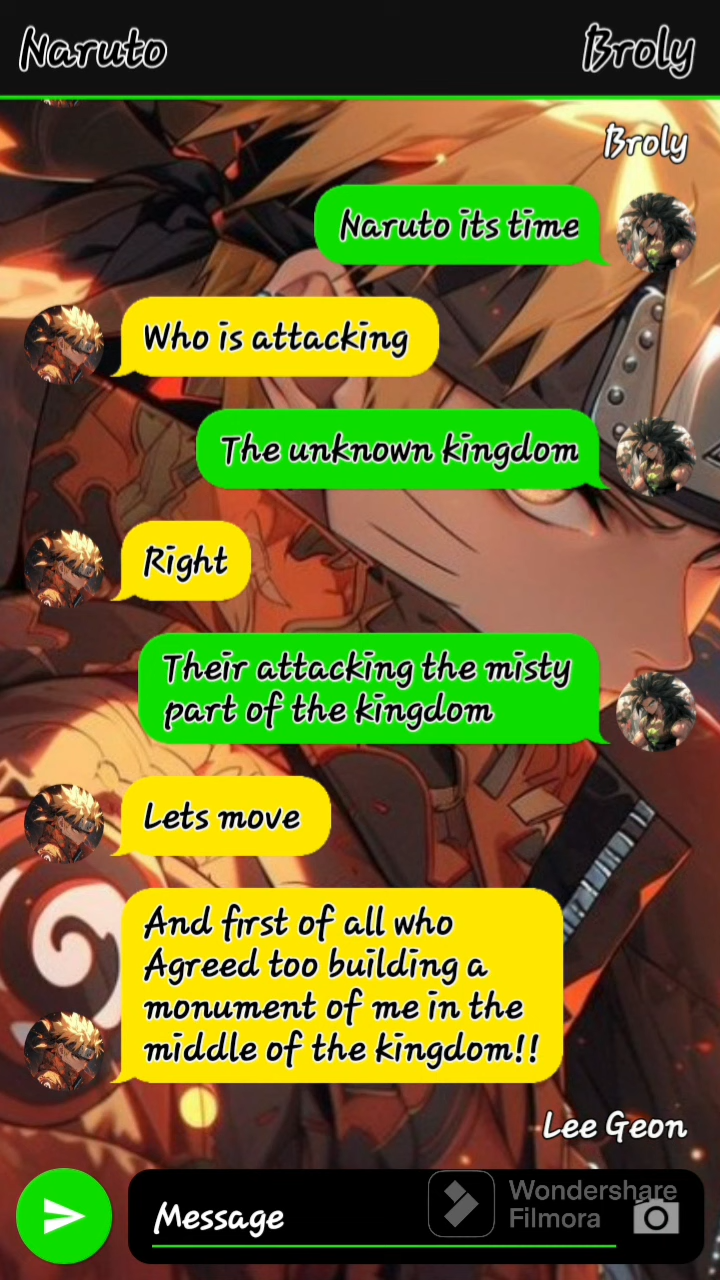 Naruto
Broly
Broly
Naruto its time
Who is attacking
The unknown kingdom
Right
Their attacking the misty
part of the kingdom
Lets move
And first of all who
Agreed too building a
monument of me in the
middle of the kingdom!!
Lee Geon
Message
Wondershare
Filmora